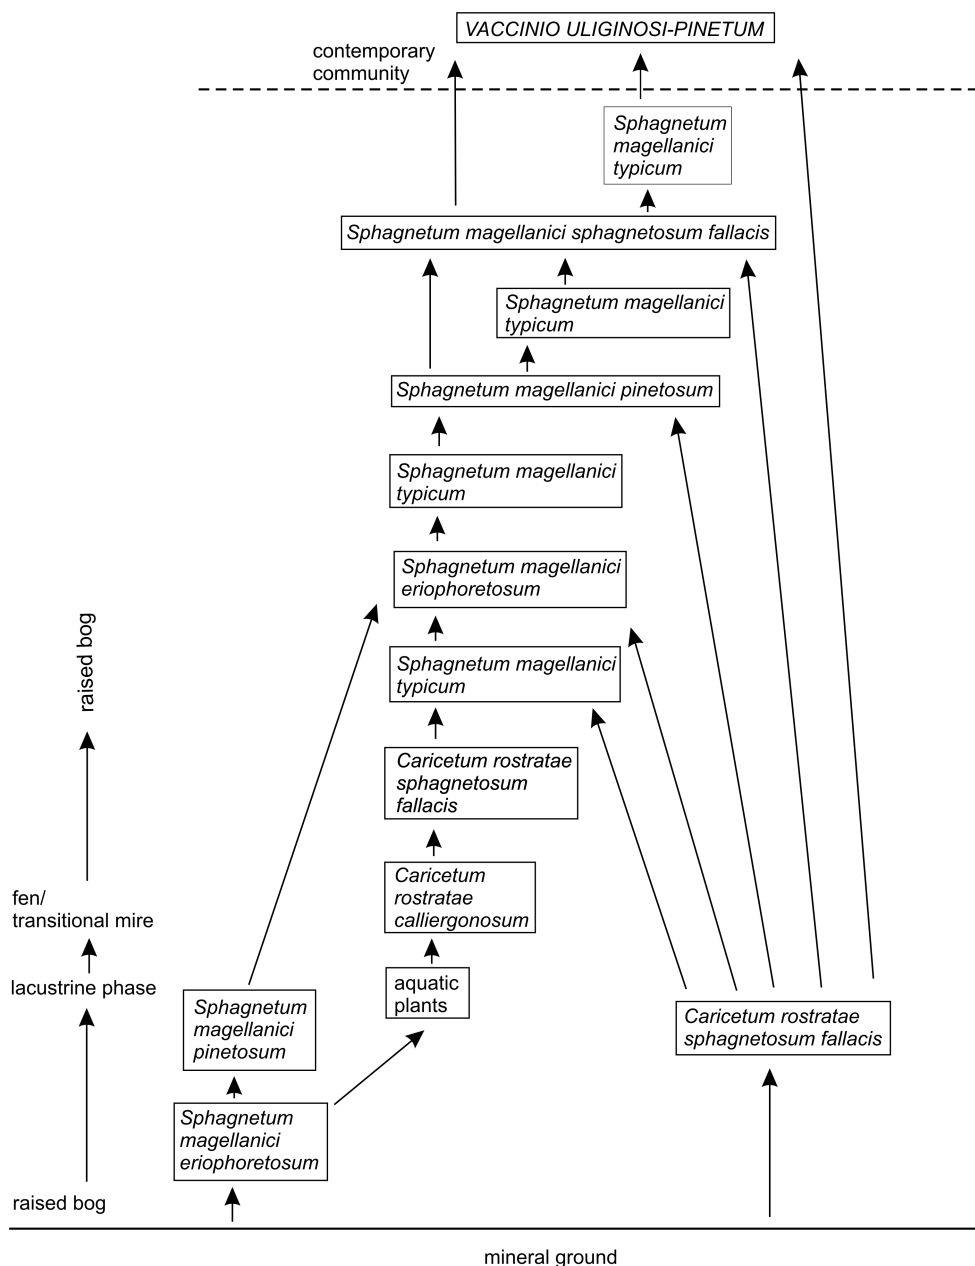 VACCINIO ULIGINOSI-PINETUM
contemporary
community
Sphagnetum
magellanici
typicum
Sphagnetum magellanici sphagnetosum fallacis
Sphagnetum magellanici
typicum
Sphagnetum magellanici pinetosum
Sphagnetum magellanici
typicum
Sphagnetum magellanici
eriophoretosum
raised bog
Sphagnetum magellanici
typicum
Caricetum rostratae
sphagnetosum
fallacis
Caricetum
rostratae
calliergonosum
fen/
transitional mire
aquatic
plants
lacustrine phase
Sphagnetum
magellanici
pinetosum
Caricetum rostratae
sphagnetosum fallacis
Sphagnetum
magellanici
eriophoretosum
raised bog
mineral ground